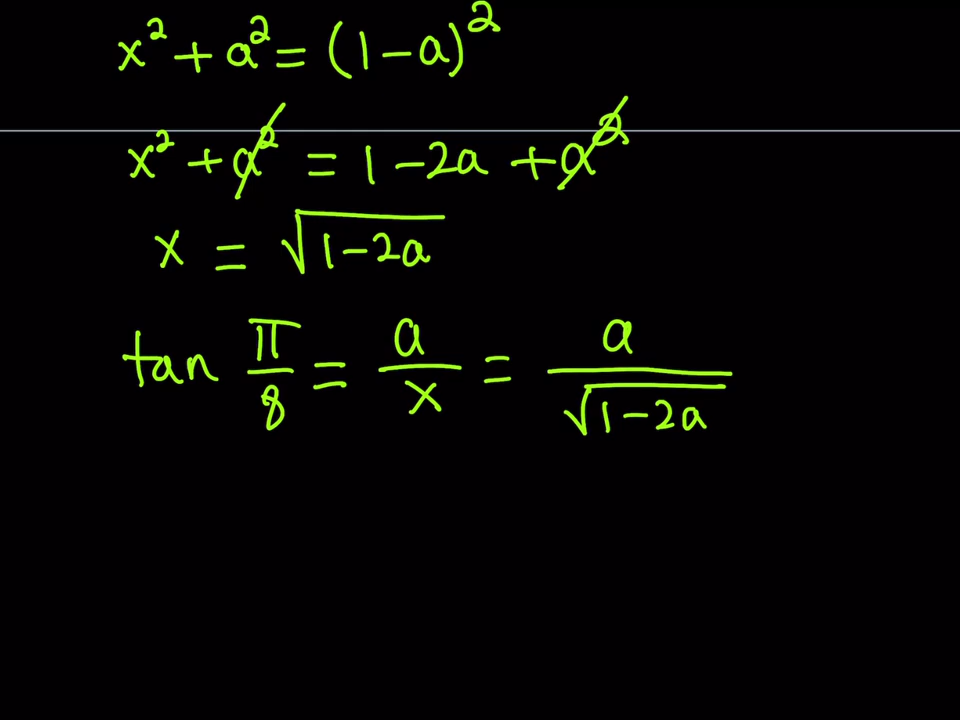 x² + a² = (1 - a)²
x² + a² = 1 - 2a + a²
x = √(1 - 2a)
tan π/8 = a/x = a/√(1 - 2a)